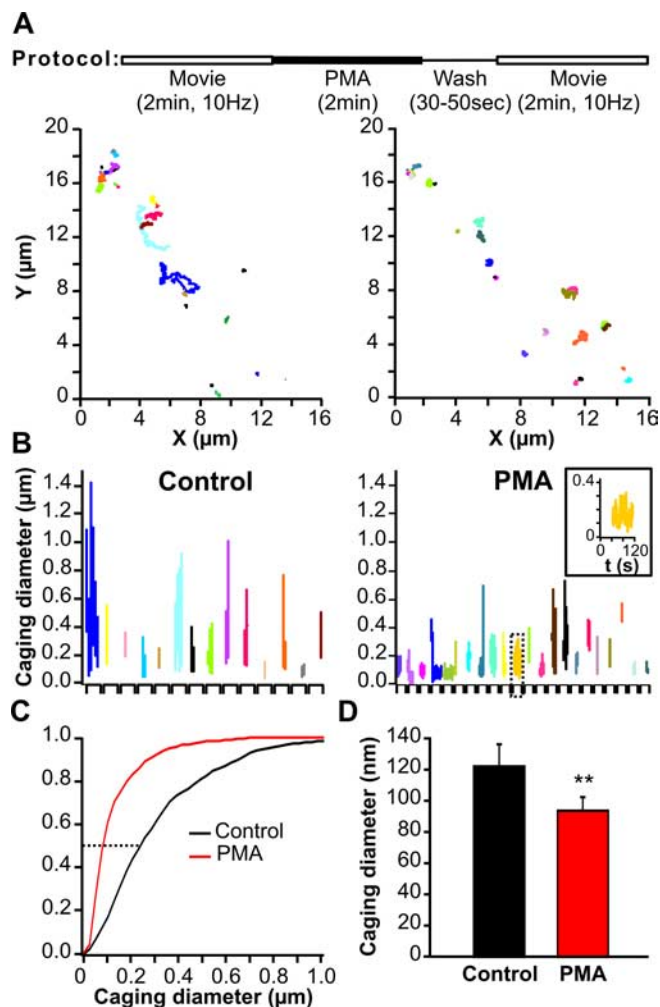 A
Protocol:
Movie PMA Wash Movie
(2min, 10Hz) (2min) (30-50sec) (2min, 10Hz)
20
16
12
8
4
0
Y (µm)
0 4 8 12 16
X (µm)
20
16
12
8
4
0
0 4 8 12 16
X (µm)
B
Control
1.4
1.2
1.0
0.8
0.6
0.4
0.2
0.0
Caging diameter (µm)
PMA
1.4
1.2
1.0
0.8
0.6
0.4
0.2
0.0
0.4
0
0 120
t (s)
C
1.0
0.8
0.6
0.4
0.2
0.0
Control
PMA
0 0.2 0.4 0.6 0.8 1.0
Caging diameter (µm)
D
140
120
100
80
60
40
20
0
Caging diameter (nm)
**
Control PMA